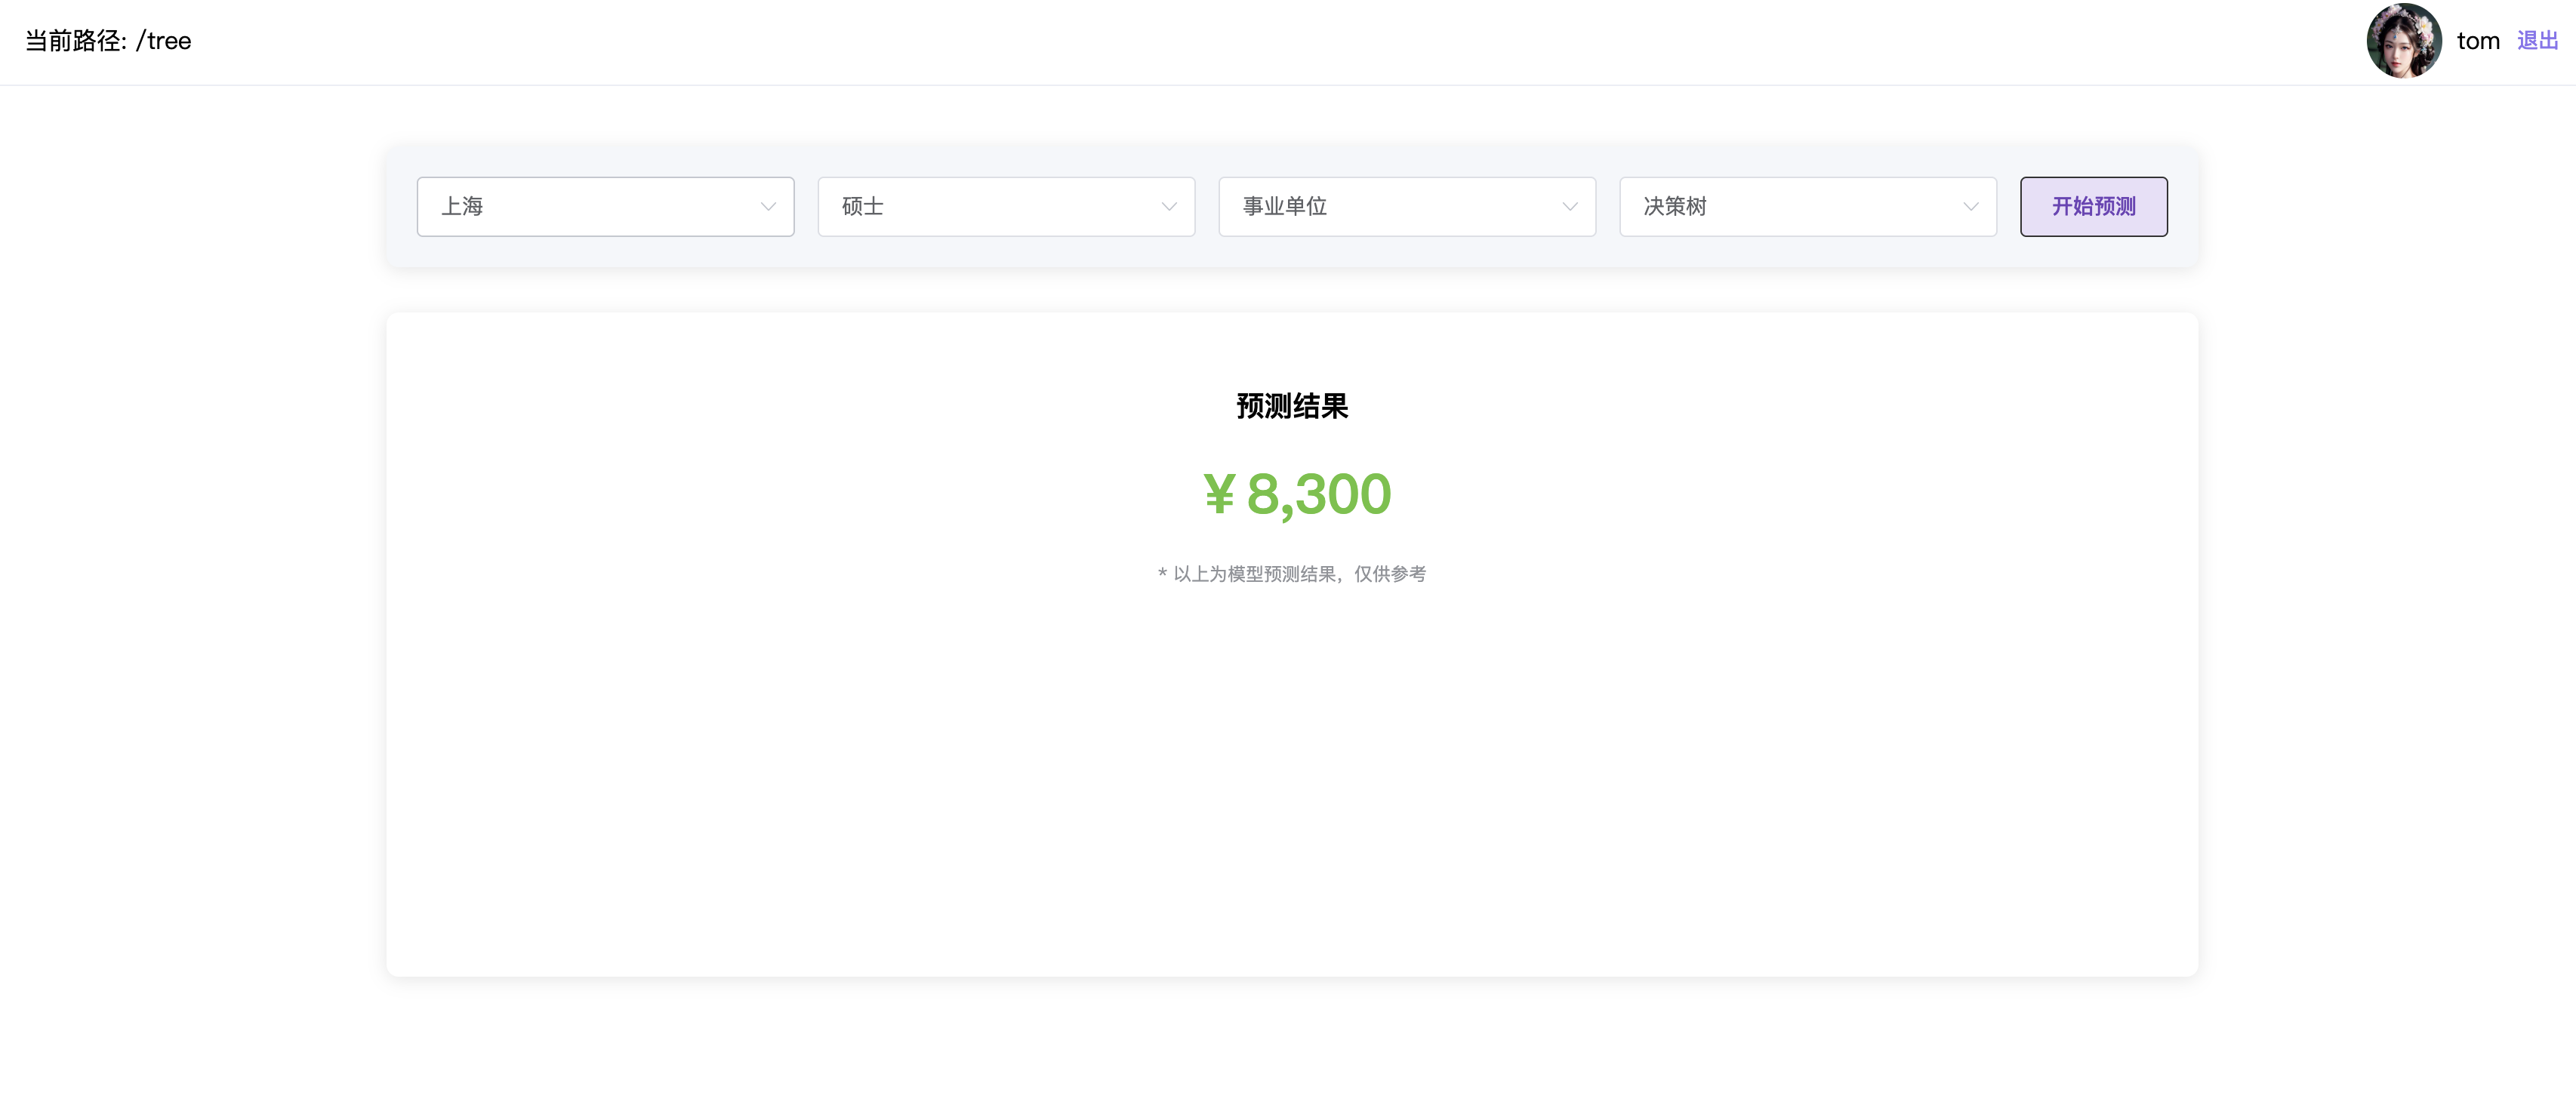 当前路径: /tree
tom 退出
上海 硕士 事业单位 决策树 开始预测
预测结果
¥ 8,300
* 以上为模型预测结果，仅供参考